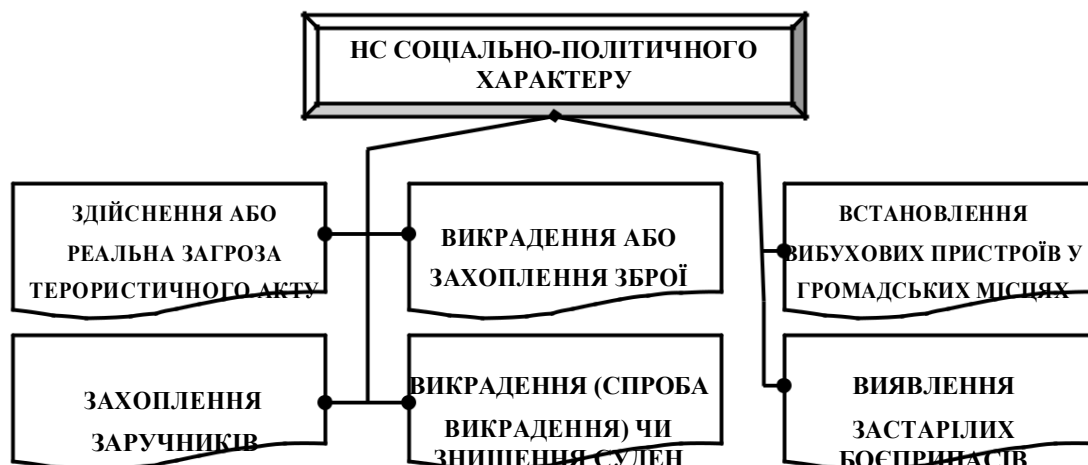 НС СОЦІАЛЬНО-ПОЛІТИЧНОГО
ХАРАКТЕРУ
ЗДІЙСНЕННЯ АБО
РЕАЛЬНА ЗАГРОЗА
ТЕРОРИСТИЧНОГО АКТУ
ВИКРАДЕННЯ АБО
ЗАХОПЛЕННЯ ЗБРОЇ
ВСТАНОВЛЕННЯ
ВИБУХОВИХ ПРИСТРОЇВ У
ГРОМАДСЬКИХ МІСЦЯХ
ЗАХОПЛЕННЯ
ЗАРУЧНИКІВ
ВИКРАДЕННЯ (СПРОБА
ВИКРАДЕННЯ) ЧИ
ЗНИЩЕННЯ СУДЕН
ВИЯВЛЕННЯ
ЗАСТАРІЛИХ
БОЄПРИПАСІВ